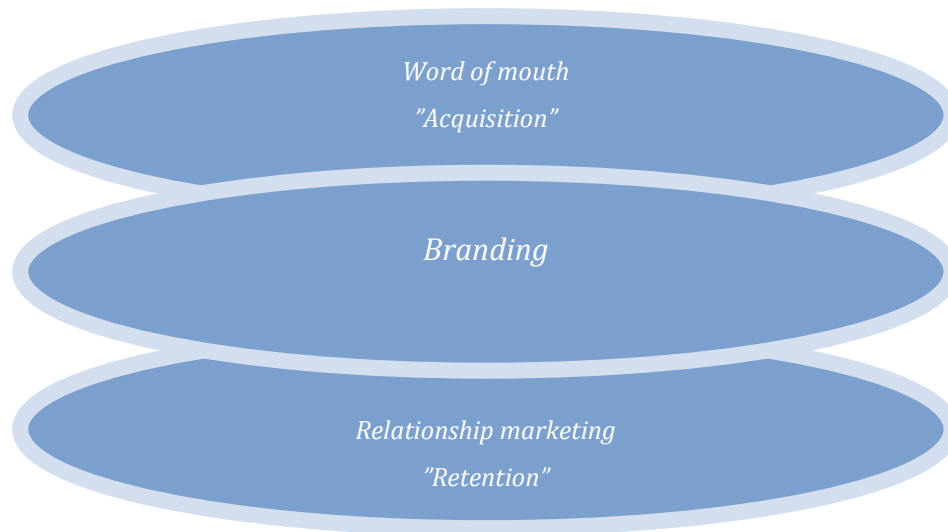 Word of mouth
”Acquisition”
Branding
Relationship marketing
”Retention”